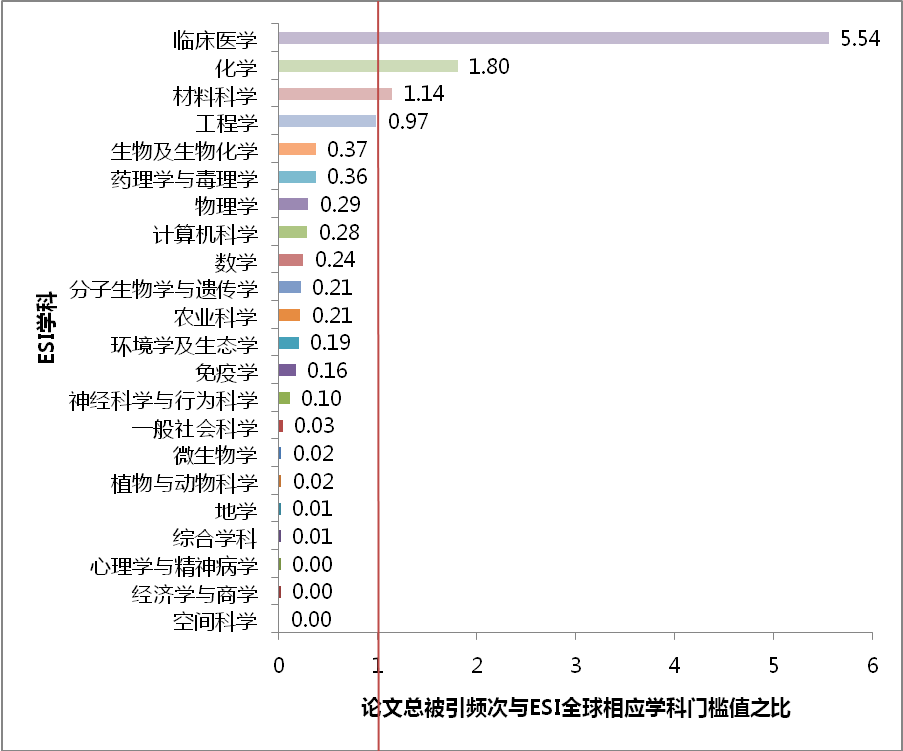 临床医学 5.54
化学 1.80
材料科学 1.14
工程学 0.97
生物及生物化学 0.37
药理学与毒理学 0.36
物理学 0.29
计算机科学 0.28
数学 0.24
分子生物学与遗传学 0.21
农业科学 0.21
环境学及生态学 0.19
免疫学 0.16
神经科学与行为科学 0.10
一般社会科学 0.03
微生物学 0.02
植物与动物科学 0.02
地学 0.01
综合学科 0.01
心理学与精神病学 0.00
经济学与商学 0.00
空间科学 0.00
ESI学科
0 1 2 3 4 5 6
论文总被引频次与ESI全球相应学科门槛值之比